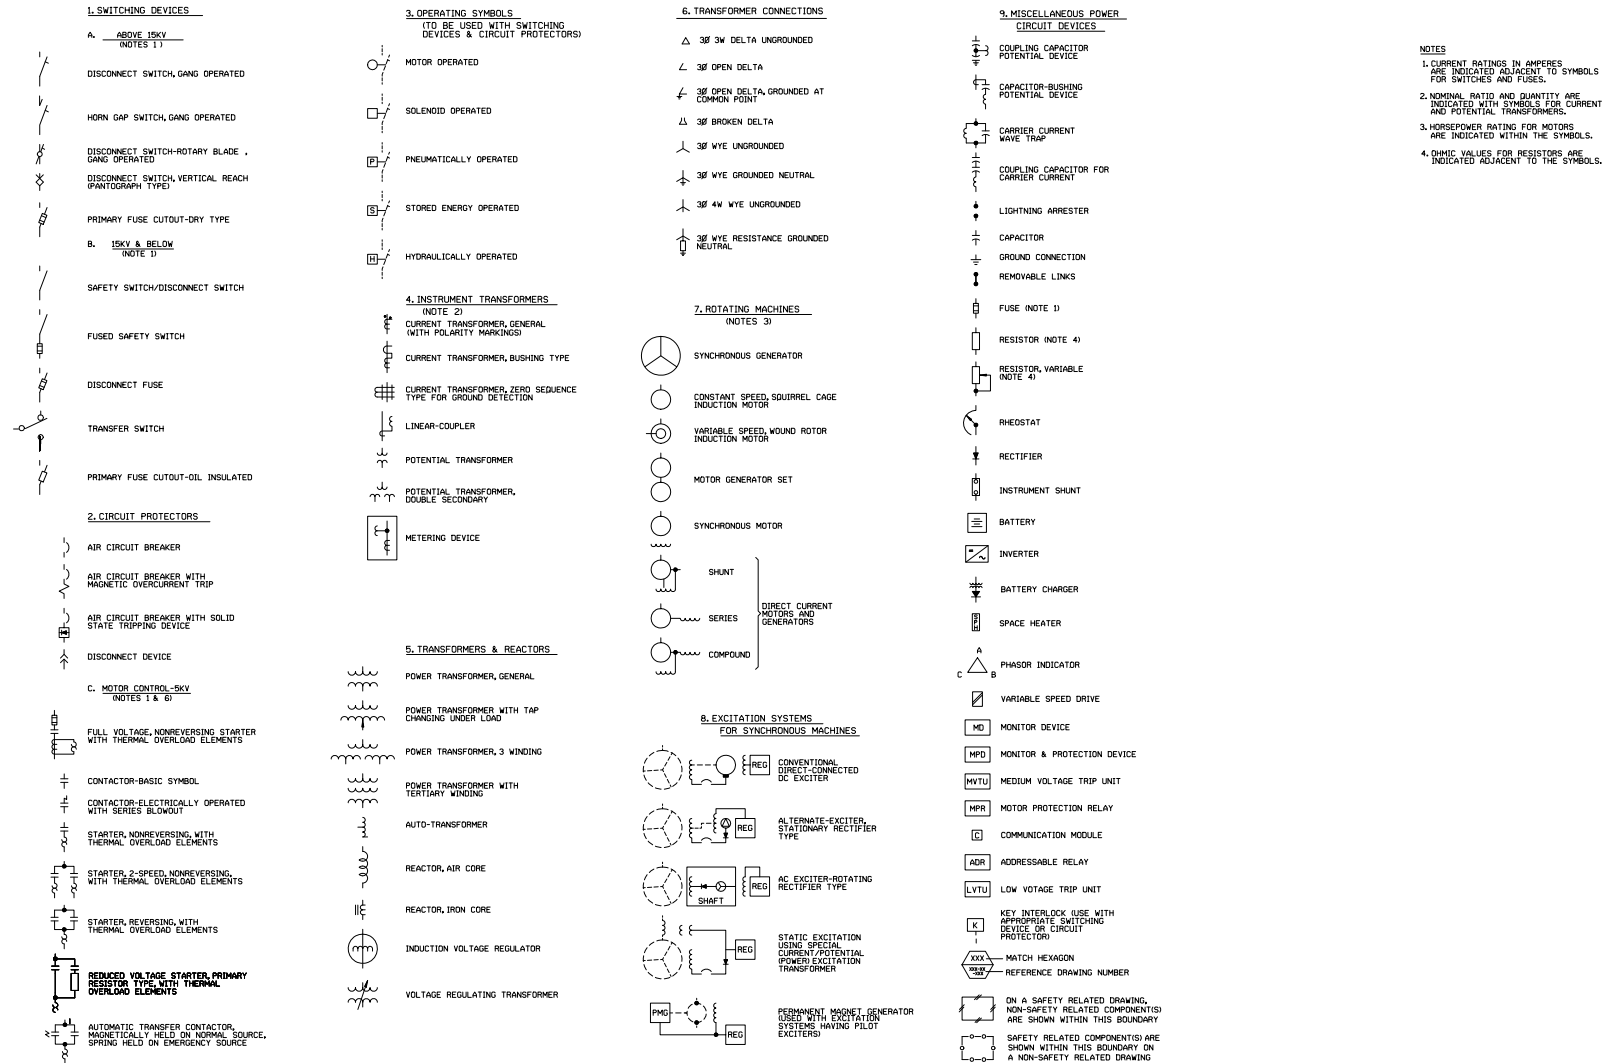 1. SWITCHING DEVICES
A. ABOVE 15KV
(NOTES 1 )
DISCONNECT SWITCH, GANG OPERATED
HORN GAP SWITCH, GANG OPERATED
DISCONNECT SWITCH-ROTARY BLADE ,
GANG OPERATED
DISCONNECT SWITCH, VERTICAL REACH
(PANTOGRAPH TYPE)
PRIMARY FUSE CUTOUT-DRY TYPE
B. 15KV & BELOW
(NOTE 1)
SAFETY SWITCH/DISCONNECT SWITCH
FUSED SAFETY SWITCH
DISCONNECT FUSE
TRANSFER SWITCH
PRIMARY FUSE CUTOUT-OIL INSULATED
2. CIRCUIT PROTECTORS
AIR CIRCUIT BREAKER
AIR CIRCUIT BREAKER WITH
MAGNETIC OVERCURRENT TRIP
AIR CIRCUIT BREAKER WITH SOLID
STATE TRIPPING DEVICE
DISCONNECT DEVICE
C. MOTOR CONTROL-5KV
(NOTES 1 & 6)
FULL VOLTAGE, NONREVERSING STARTER
WITH THERMAL OVERLOAD ELEMENTS
CONTACTOR-BASIC SYMBOL
CONTACTOR-ELECTRICALLY OPERATED
WITH SERIES BLOWOUT
STARTER, NONREVERSING, WITH
THERMAL OVERLOAD ELEMENTS
STARTER, 2-SPEED, NONREVERSING,
WITH THERMAL OVERLOAD ELEMENTS
STARTER, REVERSING, WITH
THERMAL OVERLOAD ELEMENTS
REDUCED VOLTAGE STARTER, PRIMARY
RESISTOR TYPE, WITH THERMAL
OVERLOAD ELEMENTS
AUTOMATIC TRANSFER CONTACTOR,
MAGNETICALLY HELD ON NORMAL SOURCE,
SPRING HELD ON EMERGENCY SOURCE
3. OPERATING SYMBOLS
(TO BE USED WITH SWITCHING
DEVICES & CIRCUIT PROTECTORS)
MOTOR OPERATED
SOLENOID OPERATED
P PNEUMATICALLY OPERATED
S STORED ENERGY OPERATED
H HYDRAULICALLY OPERATED
4. INSTRUMENT TRANSFORMERS
(NOTE 2)
CURRENT TRANSFORMER, GENERAL
(WITH POLARITY MARKINGS)
CURRENT TRANSFORMER, BUSHING TYPE
CURRENT TRANSFORMER, ZERO SEQUENCE
TYPE FOR GROUND DETECTION
LINEAR-COUPLER
POTENTIAL TRANSFORMER
POTENTIAL TRANSFORMER,
DOUBLE SECONDARY
METERING DEVICE
5. TRANSFORMERS & REACTORS
POWER TRANSFORMER, GENERAL
POWER TRANSFORMER WITH TAP
CHANGING UNDER LOAD
POWER TRANSFORMER, 3 WINDING
POWER TRANSFORMER WITH
TERTIARY WINDING
AUTO-TRANSFORMER
REACTOR, AIR CORE
REACTOR, IRON CORE
INDUCTION VOLTAGE REGULATOR
VOLTAGE REGULATING TRANSFORMER
6. TRANSFORMER CONNECTIONS
3Ø 3W DELTA UNGROUNDED
3Ø OPEN DELTA
3Ø OPEN DELTA, GROUNDED AT
COMMON POINT
3Ø BROKEN DELTA
3Ø WYE UNGROUNDED
3Ø WYE GROUNDED NEUTRAL
3Ø 4W WYE UNGROUNDED
3Ø WYE RESISTANCE GROUNDED
NEUTRAL
7. ROTATING MACHINES
(NOTES 3)
SYNCHRONOUS GENERATOR
CONSTANT SPEED, SQUIRREL CAGE
INDUCTION MOTOR
VARIABLE SPEED, WOUND ROTOR
INDUCTION MOTOR
MOTOR GENERATOR SET
SYNCHRONOUS MOTOR
SHUNT
SERIES
COMPOUND
DIRECT CURRENT
MOTORS AND
GENERATORS
8. EXCITATION SYSTEMS
FOR SYNCHRONOUS MACHINES
REG
CONVENTIONAL
DIRECT-CONNECTED
DC EXCITER
REG
ALTERNATE-EXCITER,
STATIONARY RECTIFIER
TYPE
SHAFT
REG
AC EXCITER-ROTATING
RECTIFIER TYPE
REG
STATIC EXCITATION
USING SPECIAL
CURRENT/POTENTIAL
(POWER) EXCITATION
TRANSFORMER
PMG
REG
PERMANENT MAGNET GENERATOR
(USED WITH EXCITATION
SYSTEMS HAVING PILOT
EXCITERS)
9. MISCELLANEOUS POWER
CIRCUIT DEVICES
COUPLING CAPACITOR
POTENTIAL DEVICE
CAPACITOR-BUSHING
POTENTIAL DEVICE
CARRIER CURRENT
WAVE TRAP
COUPLING CAPACITOR FOR
CARRIER CURRENT
LIGHTNING ARRESTER
CAPACITOR
GROUND CONNECTION
REMOVABLE LINKS
FUSE (NOTE 1)
RESISTOR (NOTE 4)
RESISTOR, VARIABLE
(NOTE 4)
RHEOSTAT
RECTIFIER
INSTRUMENT SHUNT
BATTERY
INVERTER
BATTERY CHARGER
SPH SPACE HEATER
A
C B
PHASOR INDICATOR
VARIABLE SPEED DRIVE
MD MONITOR DEVICE
MPD MONITOR & PROTECTION DEVICE
MVTU MEDIUM VOLTAGE TRIP UNIT
MPR MOTOR PROTECTION RELAY
C COMMUNICATION MODULE
ADR ADDRESSABLE RELAY
LVTU LOW VOTAGE TRIP UNIT
K
KEY INTERLOCK (USE WITH
APPROPRIATE SWITCHING
DEVICE OR CIRCUIT
PROTECTOR)
XXX MATCH HEXAGON
XXX-XX
-XXX
REFERENCE DRAWING NUMBER
ON A SAFETY RELATED DRAWING,
NON-SAFETY RELATED COMPONENT(S)
ARE SHOWN WITHIN THIS BOUNDARY
SAFETY RELATED COMPONENT(S) ARE
SHOWN WITHIN THIS BOUNDARY ON
A NON-SAFETY RELATED DRAWING
NOTES
1. CURRENT RATINGS IN AMPERES
ARE INDICATED ADJACENT TO SYMBOLS
FOR SWITCHES AND FUSES.
2. NOMINAL RATIO AND QUANTITY ARE
INDICATED WITH SYMBOLS FOR CURRENT
AND POTENTIAL TRANSFORMERS.
3. HORSEPOWER RATING FOR MOTORS
ARE INDICATED WITHIN THE SYMBOLS.
4. OHMIC VALUES FOR RESISTORS ARE
INDICATED ADJACENT TO THE SYMBOLS.